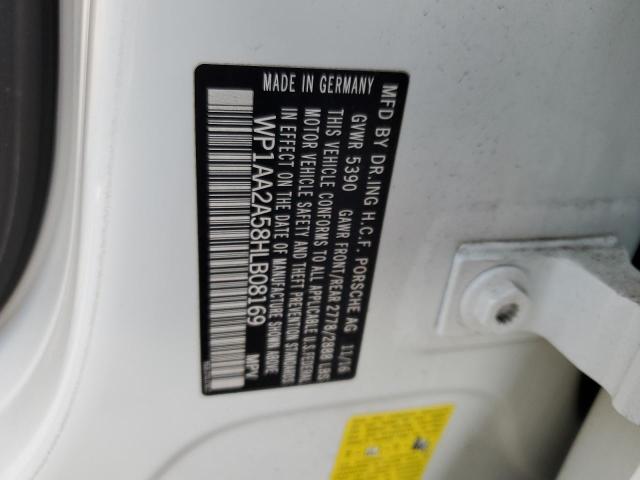 MFD BY DR.ING H.C.F. PORSCHE AG 11/16
GVWR 5390 GAWR FRONT/REAR 2778/2888 LBS
THIS VEHICLE CONFORMS TO ALL APPLICABLE U.S.FEDERAL
MOTOR VEHICLE SAFETY AND THEFT PREVENTION STANDARDS
IN EFFECT ON THE DATE OF MANUFACTURE SHOWN ABOVE
WP1AA2A58HLB08169 MPV
MADE IN GERMANY